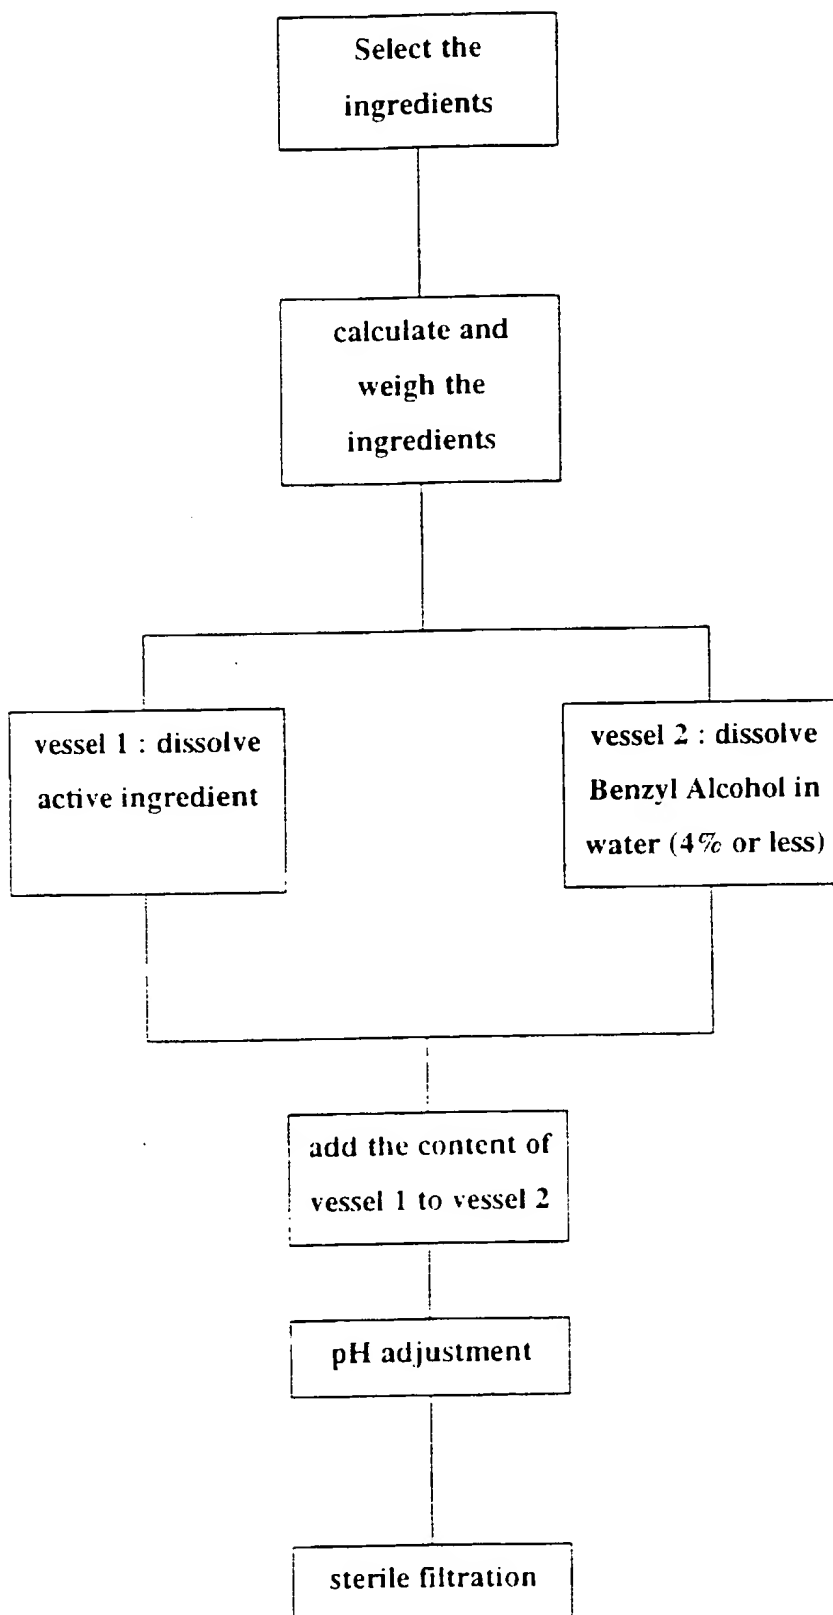 Select the
ingredients
calculate and
weigh the
ingredients
vessel 1 : dissolve
active ingredient
vessel 2 : dissolve
Benzyl Alcohol in
water (4% or less)
add the content of
vessel 1 to vessel 2
pH adjustment
sterile filtration